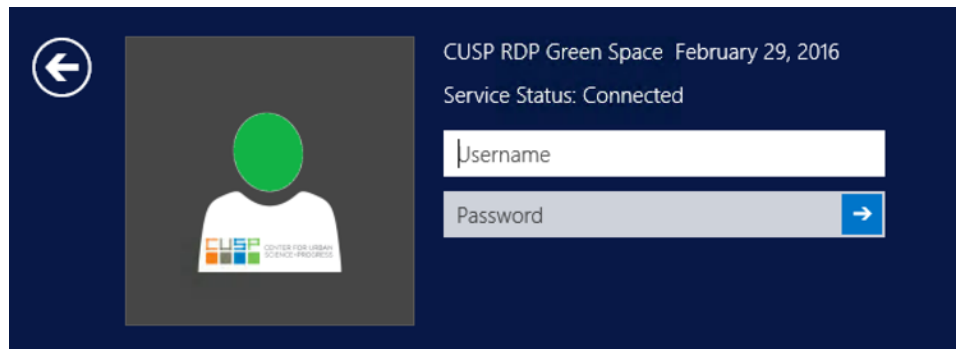 CUSP RDP Green Space February 29, 2016
Service Status: Connected
Username
Password
CUSP CENTER FOR URBAN
SCIENCE+PROGRESS